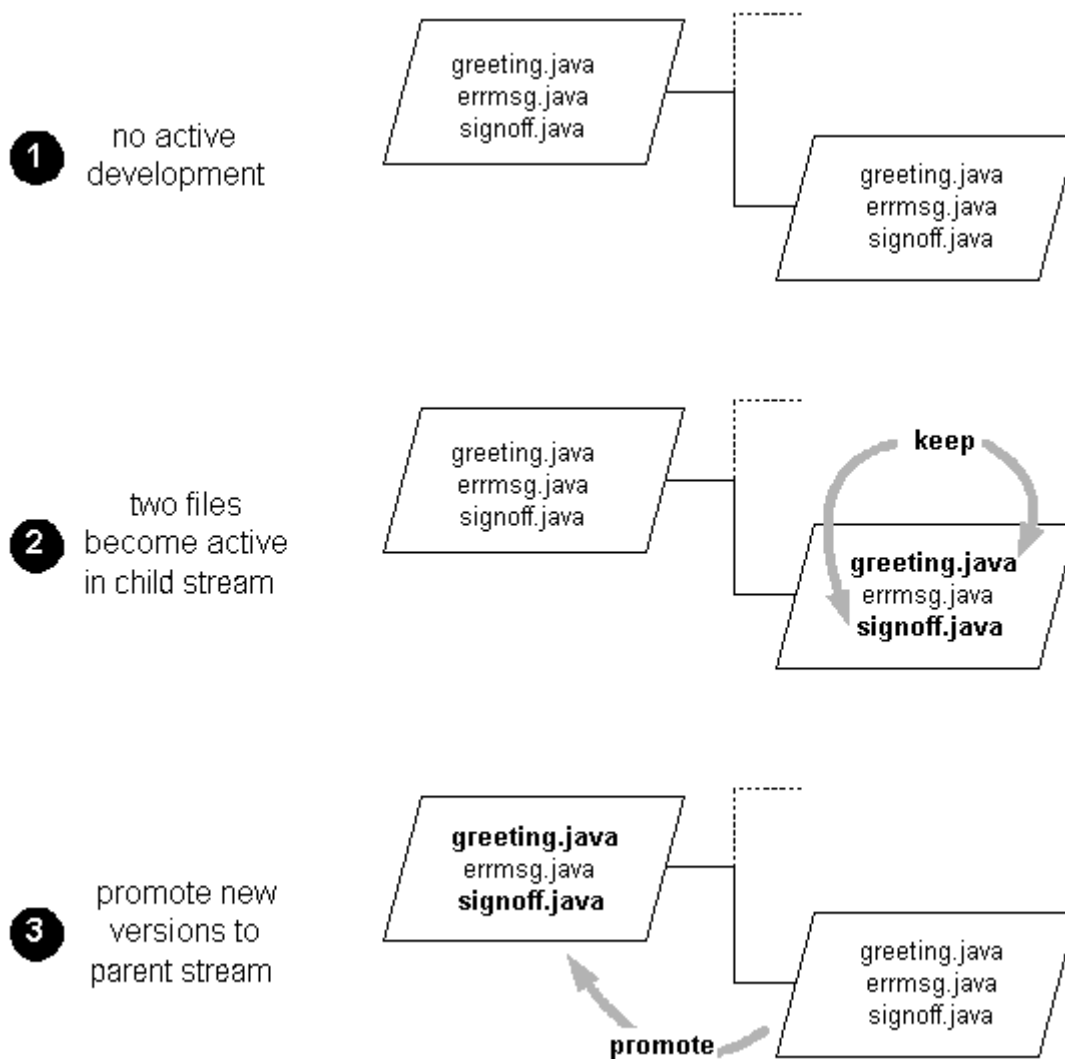 1
no active
development
greeting.java
errmsg.java
signoff.java
greeting.java
errmsg.java
signoff.java
2
two files
become active
in child stream
greeting.java
errmsg.java
signoff.java
keep
greeting.java
errmsg.java
signoff.java
3
promote new
versions to
parent stream
greeting.java
errmsg.java
signoff.java
greeting.java
errmsg.java
signoff.java
promote